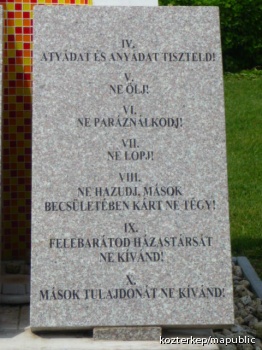 IV.
ATYÁDAT ÉS ANYÁDAT TISZTELD!
V.
NE ÖLJ!
VI.
NE PARÁZNÁLKODJ!
VII.
NE LOPJ!
VIII.
NE HAZUDJ, MÁSOK
BECSÜLETÉBEN KÁRT NE TÉGY!
IX.
FELEBARÁTOD HÁZASTÁRSÁT
NE KÍVÁND!
X.
MÁSOK TULAJDONÁT NE KÍVÁND!
kozterkep/mapublic